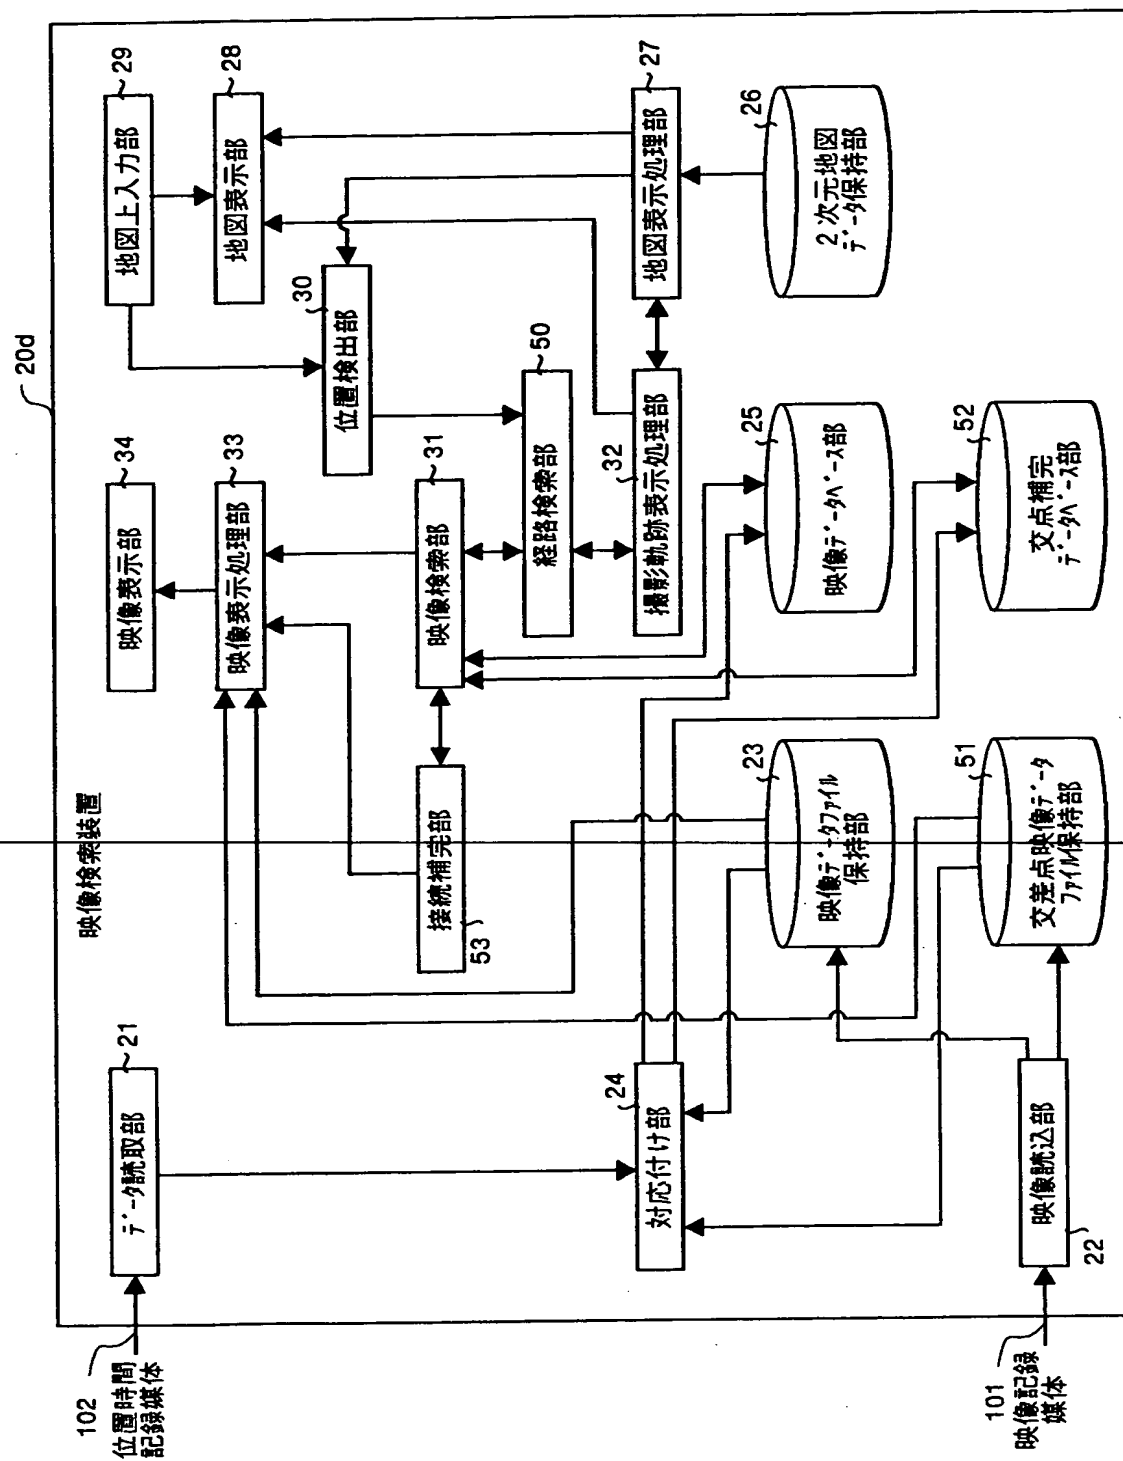 20d
映像検索装置
102
位置時間
記録媒体
データ読取部
21
映像表示部
34
地図上入力部
29
映像表示処理部
33
地図表示部
28
位置検出部
30
接続補完部
53
映像検索部
31
経路検索部
50
対応付け部
24
撮影軌跡表示処理部
32
地図表示処理部
27
映像データファイル
保持部
23
映像データベース部
25
2次元地図
データ保持部
26
101
映像記録
媒体
映像読込部
22
交差点映像データ
ファイル保持部
51
交点補完
データベース部
52